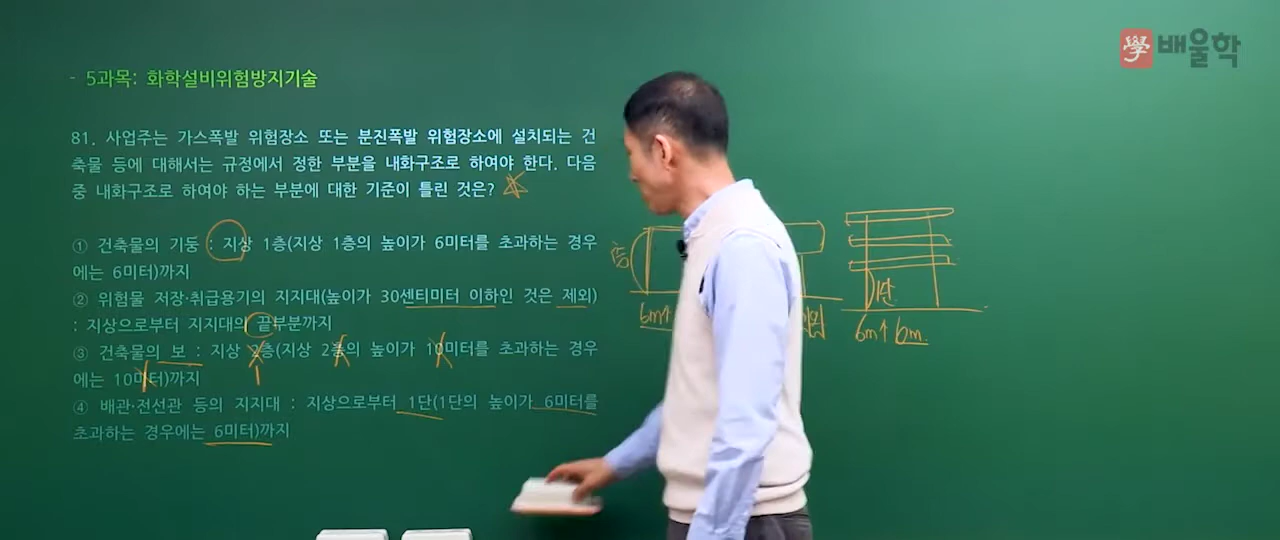 學 배울학
- 5과목: 화학설비위험방지기술
81. 사업주는 가스폭발 위험장소 또는 분진폭발 위험장소에 설치되는 건
축물 등에 대해서는 규정에서 정한 부분을 내화구조로 하여야 한다. 다음
중 내화구조로 하여야 하는 부분에 대한 기준이 틀린 것은?
① 건축물의 기둥 : 지상 1층(지상 1층의 높이가 6미터를 초과하는 경우
에는 6미터)까지
② 위험물 저장·취급용기의 지지대(높이가 30센티미터 이하인 것은 제외)
: 지상으로부터 지지대의 끝부분까지
③ 건축물의 보 : 지상 2층(지상 2층의 높이가 10미터를 초과하는 경우
에는 10미터)까지
1
④ 배관·전선관 등의 지지대 : 지상으로부터 1단(1단의 높이가 6미터를
초과하는 경우에는 6미터)까지
1단
6m↑
6m↑ 6m